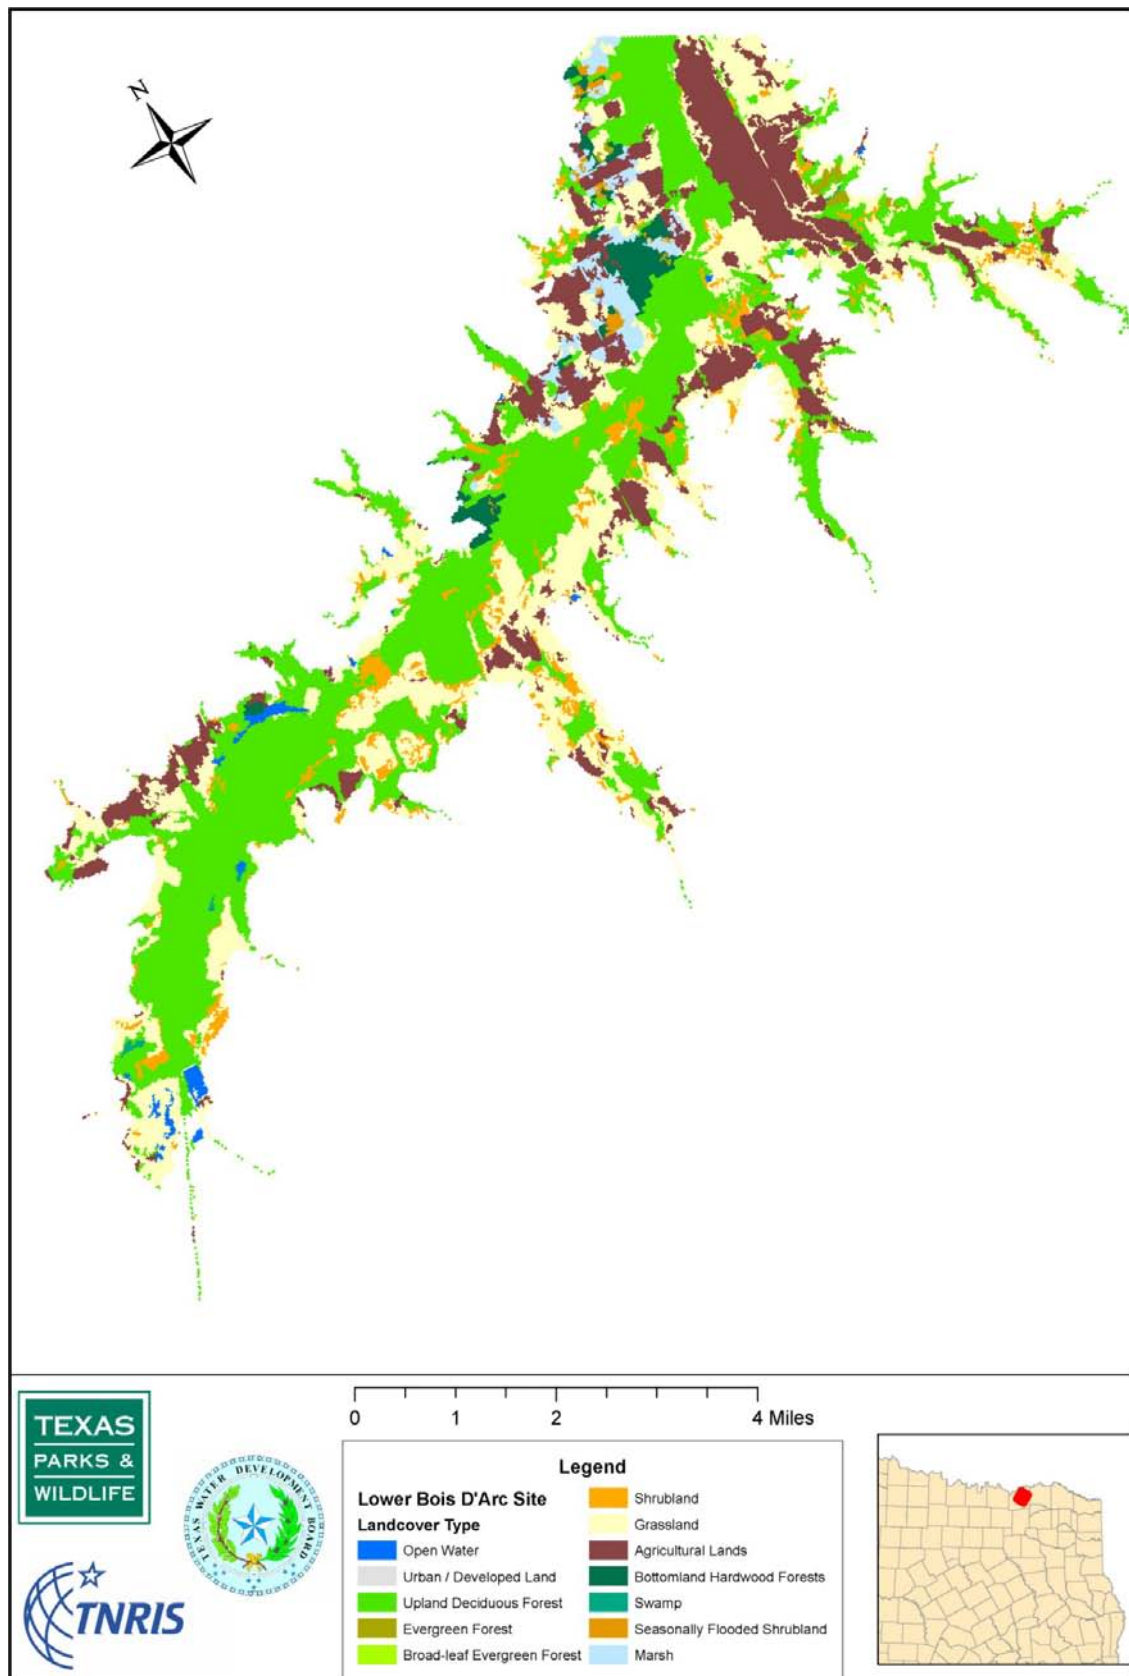 N
TEXAS
PARKS &
WILDLIFE
TEXAS WATER DEVELOPMENT BOARD
TNRIS
0 1 2 4 Miles
Legend
Lower Bois D'Arc Site
Landcover Type
Open Water
Urban / Developed Land
Upland Deciduous Forest
Evergreen Forest
Broad-leaf Evergreen Forest
Shrubland
Grassland
Agricultural Lands
Bottomland Hardwood Forests
Swamp
Seasonally Flooded Shrubland
Marsh